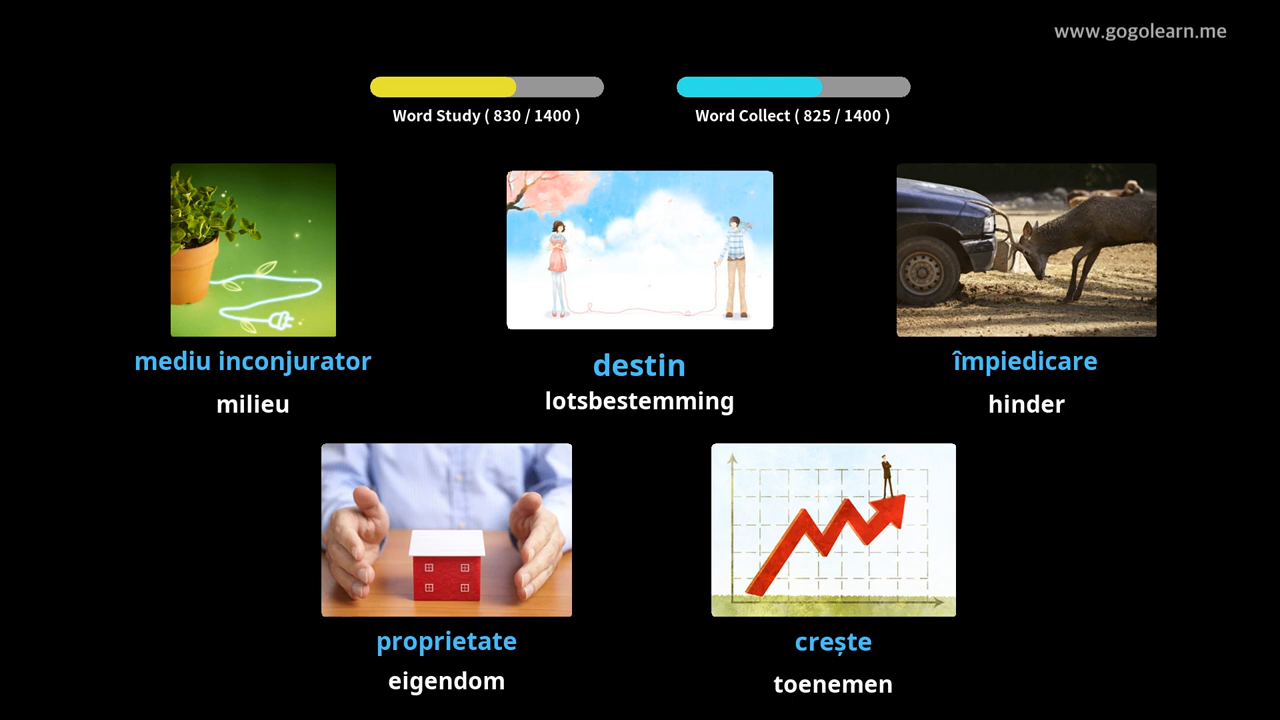 www.gogolearn.me
Word Study ( 830 / 1400 )
Word Collect ( 825 / 1400 )
mediu inconjurator
milieu
destin
lotsbestemming
împiedicare
hinder
proprietate
eigendom
crește
toenemen